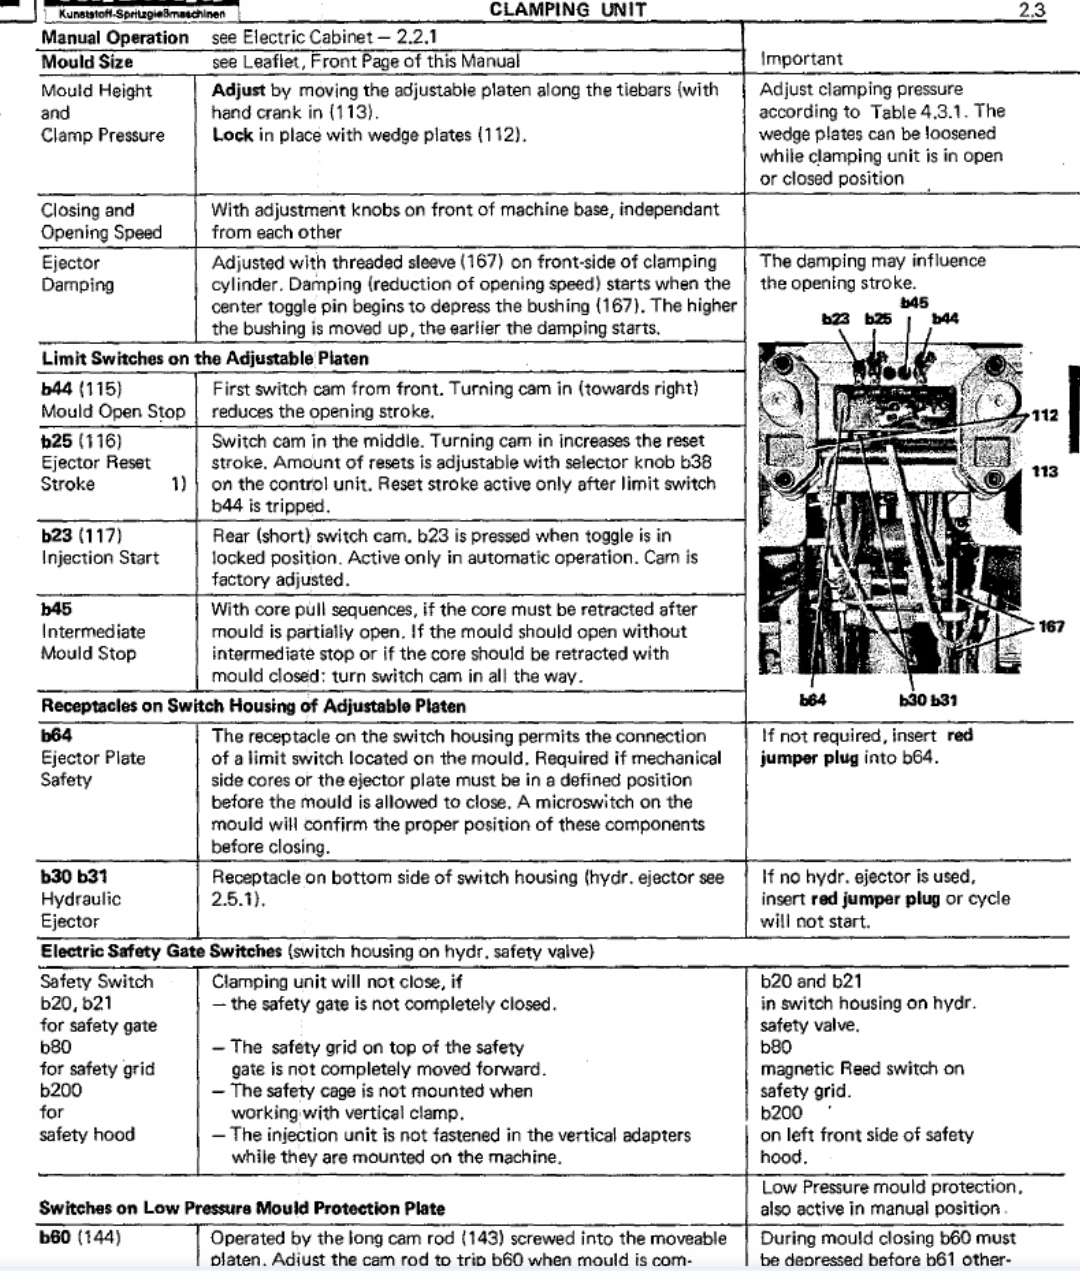 Kunststoff-Spritzgießmaschinen
CLAMPING UNIT
2.3
Manual Operation see Electric Cabinet — 2.2.1
Mould Size see Leaflet, Front Page of this Manual
Important
Mould Height
and
Clamp Pressure
Adjust by moving the adjustable platen along the tiebars (with
hand crank in (113).
Lock in place with wedge plates (112).
Adjust clamping pressure
according to Table 4.3.1. The
wedge plates can be loosened
while clamping unit is in open
or closed position
Closing and
Opening Speed
With adjustment knobs on front of machine base, independant
from each other
Ejector
Damping
Adjusted with threaded sleeve (167) on front-side of clamping
cylinder. Damping (reduction of opening speed) starts when the
center toggle pin begins to depress the bushing (167). The higher
the bushing is moved up, the earlier the damping starts.
The damping may influence
the opening stroke.
b45
b23 b25 b44
112
113
167
b64 b30 b31
Limit Switches on the Adjustable Platen
b44 (115)
Mould Open Stop
First switch cam from front. Turning cam in (towards right)
reduces the opening stroke.
b25 (116)
Ejector Reset
Stroke 1)
Switch cam in the middle. Turning cam in increases the reset
stroke. Amount of resets is adjustable with selector knob b38
on the control unit. Reset stroke active only after limit switch
b44 is tripped.
b23 (117)
Injection Start
Rear (short) switch cam. b23 is pressed when toggle is in
locked position. Active only in automatic operation. Cam is
factory adjusted.
b45
Intermediate
Mould Stop
With core pull sequences, if the core must be retracted after
mould is partially open. If the mould should open without
intermediate stop or if the core should be retracted with
mould closed: turn switch cam in all the way.
Receptacles on Switch Housing of Adjustable Platen
b64
Ejector Plate
Safety
The receptacle on the switch housing permits the connection
of a limit switch located on the mould. Required if mechanical
side cores or the ejector plate must be in a defined position
before the mould is allowed to close. A microswitch on the
mould will confirm the proper position of these components
before closing.
If not required, insert red
jumper plug into b64.
b30 b31
Hydraulic
Ejector
Receptacle on bottom side of switch housing (hydr. ejector see
2.5.1).
If no hydr. ejector is used,
insert red jumper plug or cycle
will not start.
Electric Safety Gate Switches (switch housing on hydr. safety valve)
Safety Switch
b20, b21
for safety gate
b80
for safety grid
b200
for
safety hood
Clamping unit will not close, if
— the safety gate is not completely closed.
— The safety grid on top of the safety
gate is not completely moved forward.
— The safety cage is not mounted when
working with vertical clamp.
— The injection unit is not fastened in the vertical adapters
while they are mounted on the machine.
b20 and b21
in switch housing on hydr.
safety valve.
b80
magnetic Reed switch on
safety grid.
b200
on left front side of safety
hood.
Switches on Low Pressure Mould Protection Plate
Low Pressure mould protection,
also active in manual position.
b60 (144)
Operated by the long cam rod (143) screwed into the moveable
platen. Adjust the cam rod to trip b60 when mould is com-
During mould closing b60 must
be depressed before b61 other-